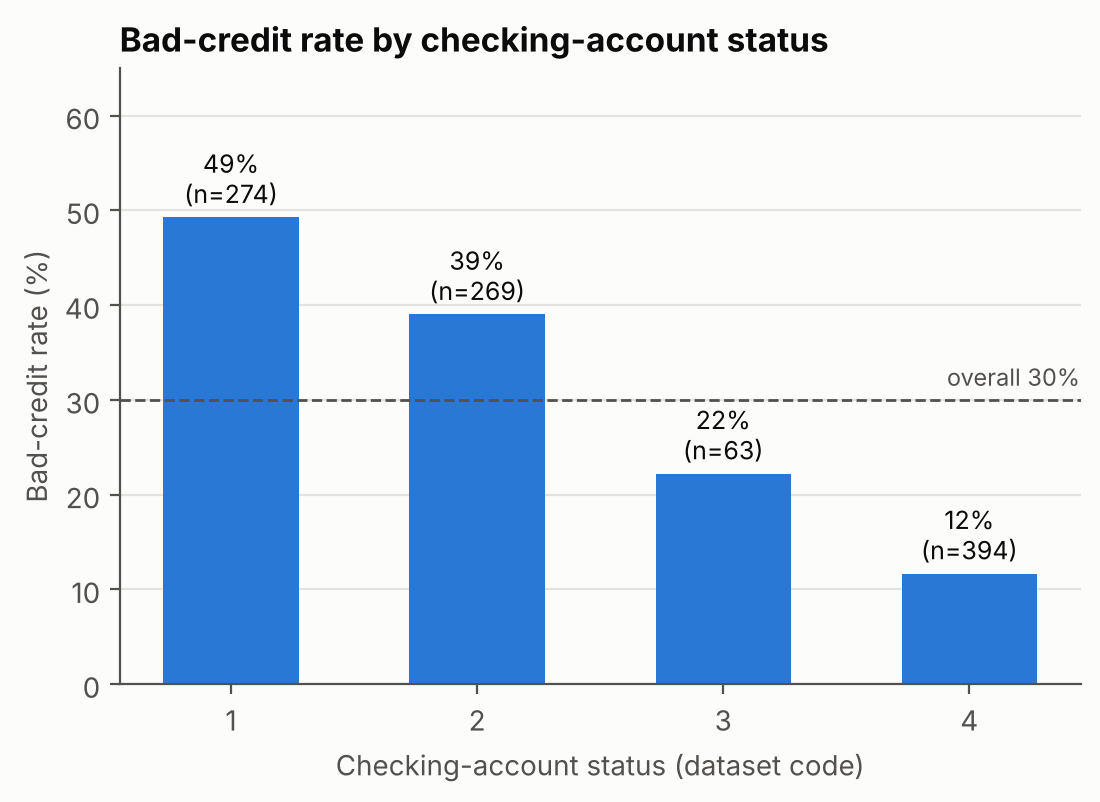 Bad-credit rate by checking-account status
60
50
40
30
20
10
0
Bad-credit rate (%)
49%
(n=274)
39%
(n=269)
22%
(n=63)
12%
(n=394)
overall 30%
1
2
3
4
Checking-account status (dataset code)